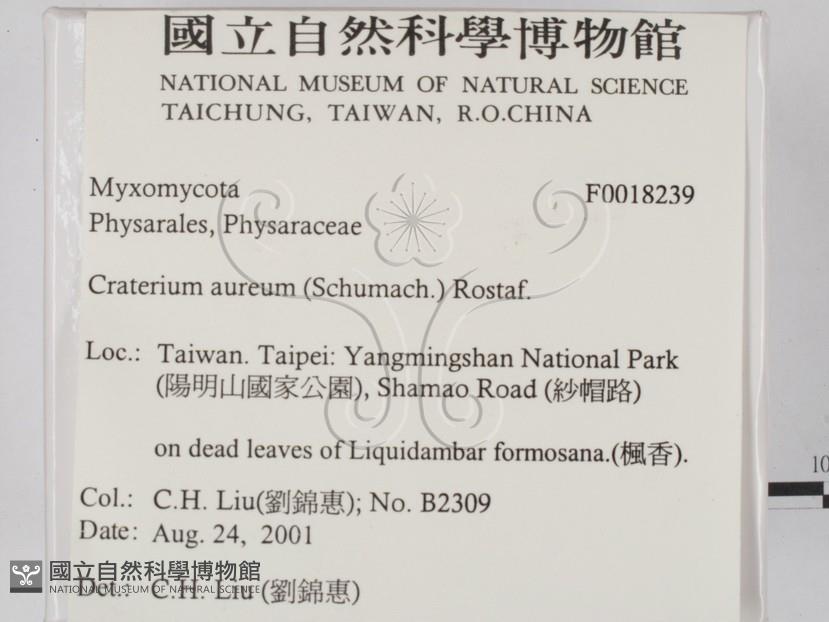 國立自然科學博物館
NATIONAL MUSEUM OF NATURAL SCIENCE
TAICHUNG, TAIWAN, R.O.CHINA
Myxomycota F0018239
Physarales, Physaraceae
Craterium aureum (Schumach.) Rostaf.
Loc.: Taiwan. Taipei: Yangmingshan National Park
(陽明山國家公園), Shamao Road (紗帽路)
on dead leaves of Liquidambar formosana.(楓香).
Col.: C.H. Liu(劉錦惠); No. B2309
Date: Aug. 24, 2001
國立自然科學博物館
NATIONAL MUSEUM OF NATURAL SCIENCE
Det.: C.H. Liu (劉錦惠)
10